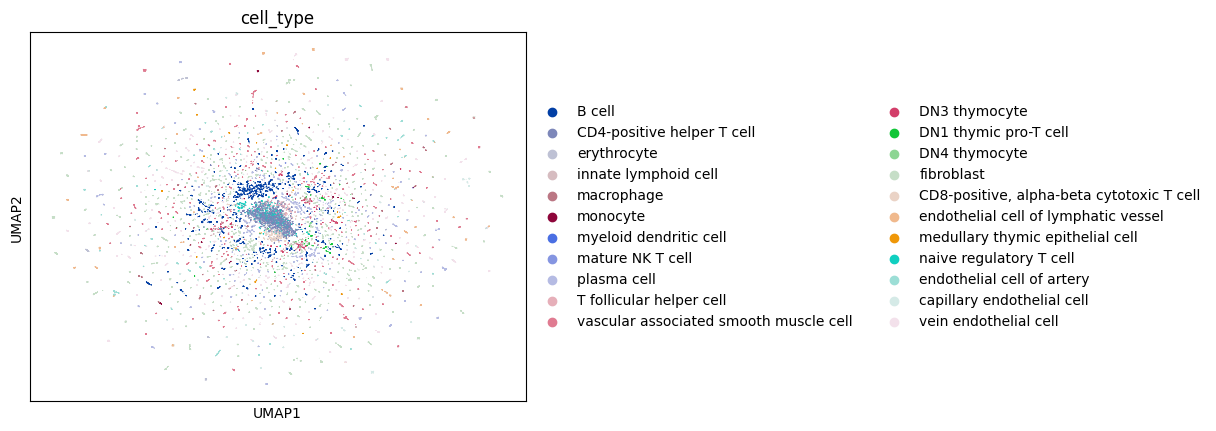 cell_type
UMAP2
UMAP1
B cell
CD4-positive helper T cell
erythrocyte
innate lymphoid cell
macrophage
monocyte
myeloid dendritic cell
mature NK T cell
plasma cell
T follicular helper cell
vascular associated smooth muscle cell
DN3 thymocyte
DN1 thymic pro-T cell
DN4 thymocyte
fibroblast
CD8-positive, alpha-beta cytotoxic T cell
endothelial cell of lymphatic vessel
medullary thymic epithelial cell
naive regulatory T cell
endothelial cell of artery
capillary endothelial cell
vein endothelial cell